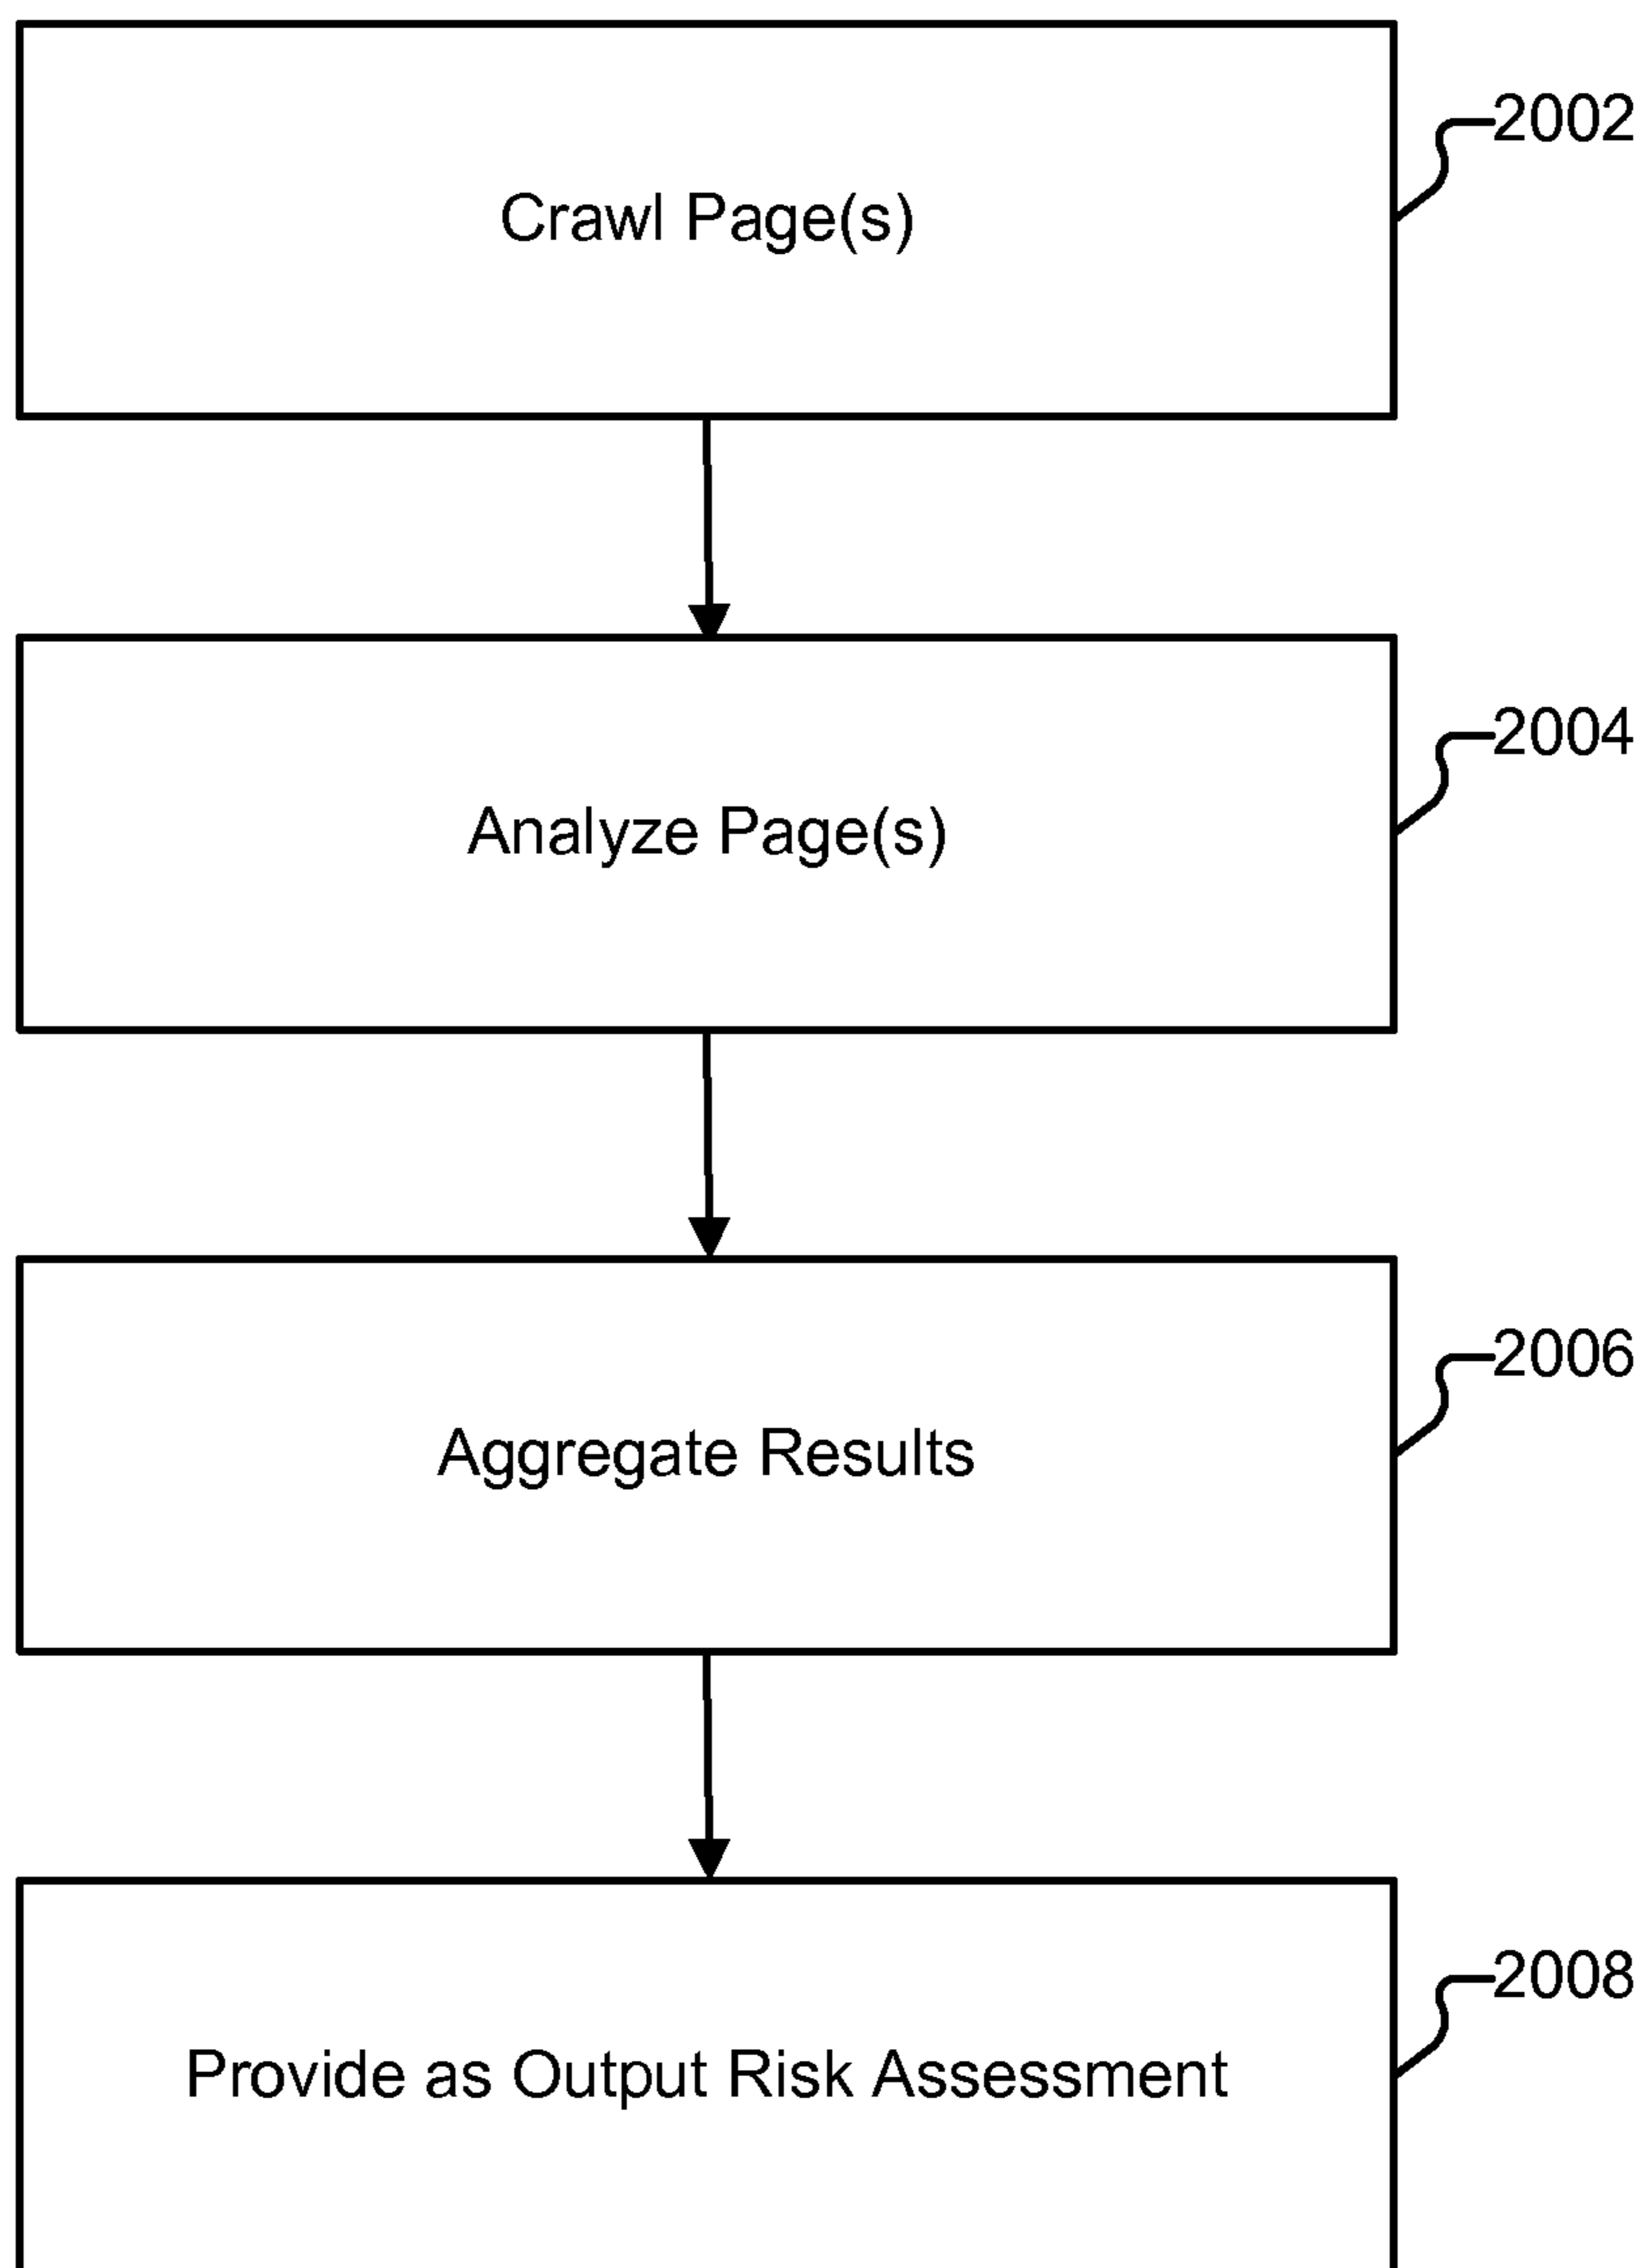 Crawl Page(s)
2002
Analyze Page(s)
2004
Aggregate Results
2006
Provide as Output Risk Assessment
2008